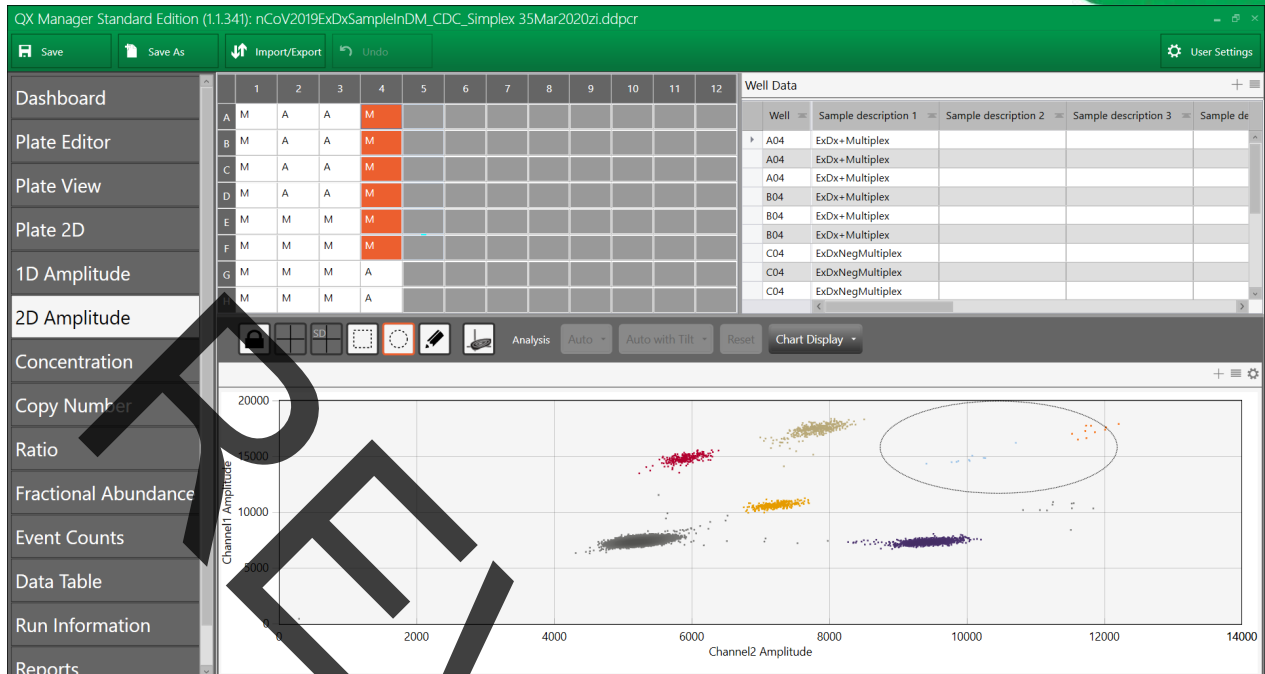 QX Manager Standard Edition (1.1.341): nCoV2019ExDxSampleInDM_CDC_Simplex 35Mar2020zi.ddpcr
Save Save As Import/Export Undo User Settings
Dashboard
Plate Editor
Plate View
Plate 2D
1D Amplitude
2D Amplitude
Concentration
Copy Number
Ratio
Fractional Abundance
Event Counts
Data Table
Run Information
Reports
1 2 3 4 5 6 7 8 9 10 11 12
A M A A M
B M A A M
C M A A M
D M A A M
E M M M M
F M M M M
G M M M A
H M M M A
Well Data
Well Sample description 1 Sample description 2 Sample description 3 Sample de
A04 ExDx+Multiplex
A04 ExDx+Multiplex
A04 ExDx+Multiplex
B04 ExDx+Multiplex
B04 ExDx+Multiplex
B04 ExDx+Multiplex
C04 ExDxNegMultiplex
C04 ExDxNegMultiplex
C04 ExDxNegMultiplex
SD Analysis Auto Auto with Tilt Reset Chart Display
20000
15000
10000
5000
0
Channel1 Amplitude
0 2000 4000 6000 8000 10000 12000 14000
Channel2 Amplitude